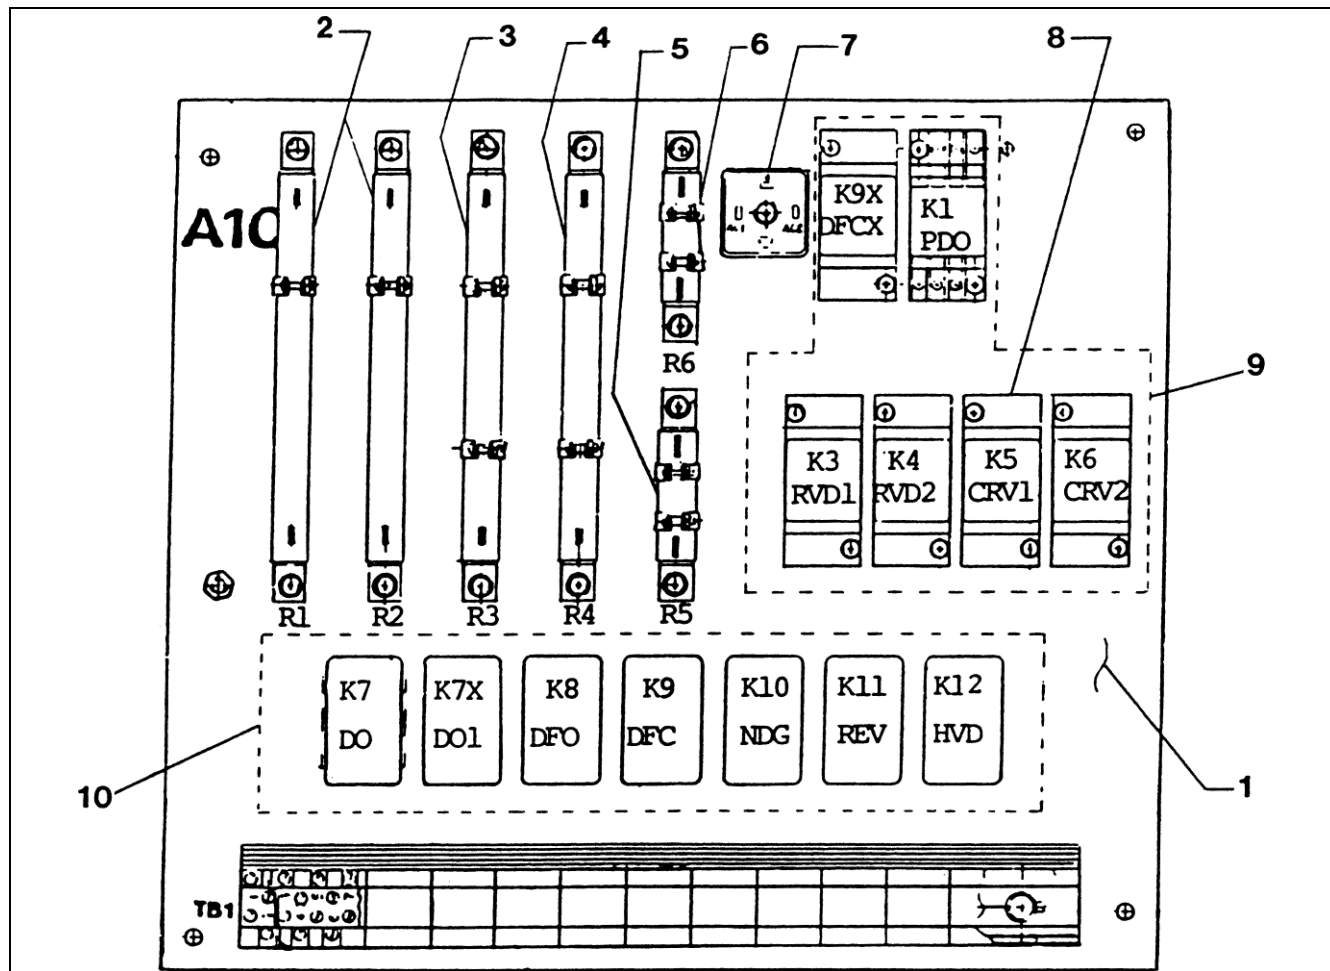 2
3
4
5
6
7
8
A10
K9X
DFCX
K1
PDO
R6
9
K3
RVD1
K4
RVD2
K5
CRV1
K6
CRV2
R1
R2
R3
R4
R5
K7
DO
K7X
DO1
K8
DFO
K9
DFC
K10
NDG
K11
REV
K12
HVD
10
1
TB1